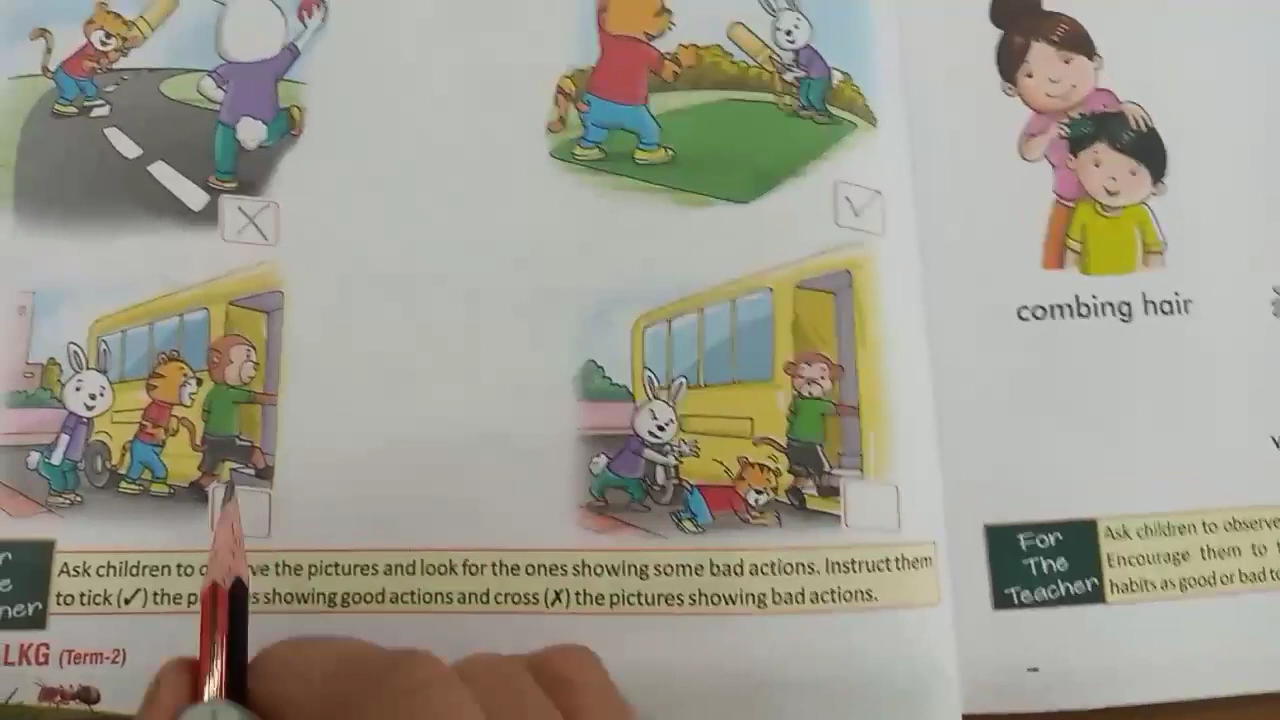 combing hair
Ask children to ve the pictures and look for the ones showing some bad actions. Instruct them
to tick (✓) the p s showing good actions and cross (✗) the pictures showing bad actions.
LKG (Term-2)
For
The
Teacher
Ask children to observe
Encourage them to
habits as good or bad